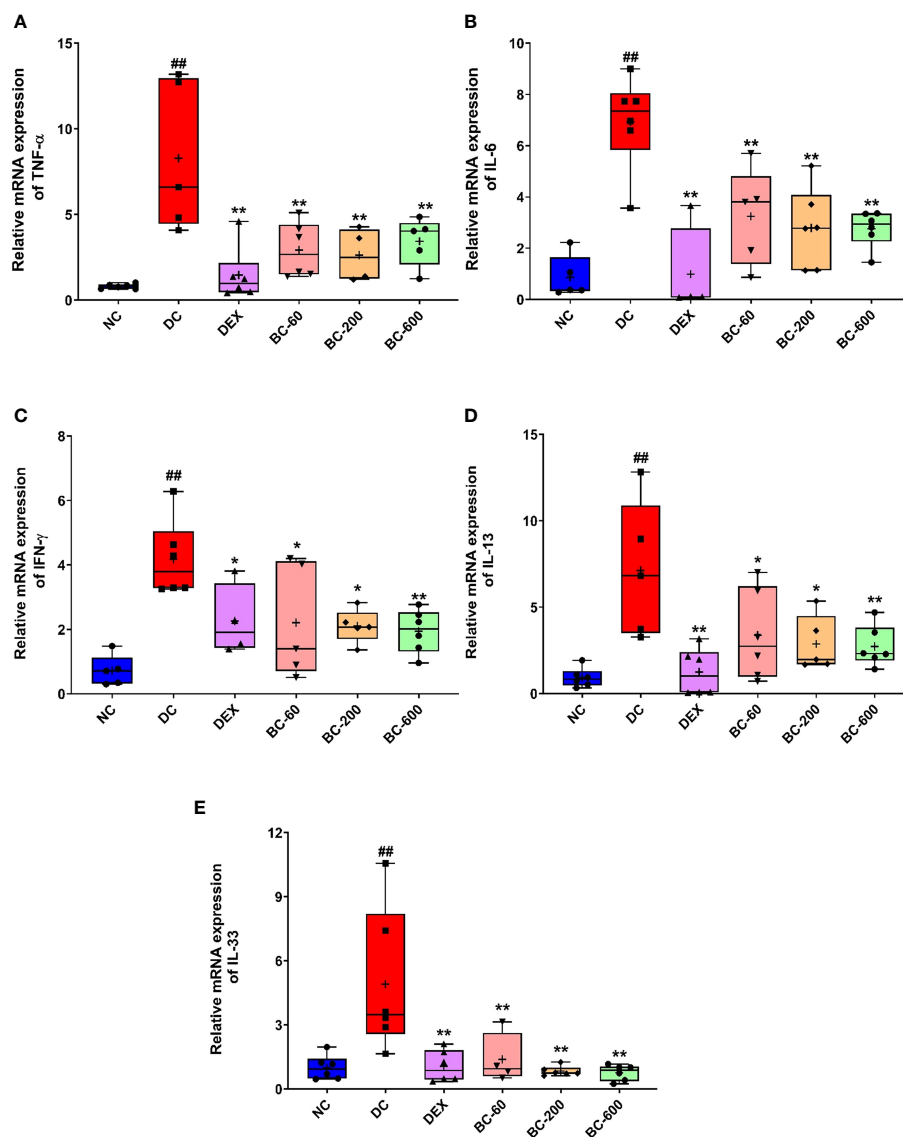 A
Relative mRNA expression
of TNF-α
15
10
5
0
##
**
**
**
**
NC
DC
DEX
BC-60
BC-200
BC-600
B
Relative mRNA expression
of IL-6
10
8
6
4
2
0
##
**
**
**
**
NC
DC
DEX
BC-60
BC-200
BC-600
C
Relative mRNA expression
of IFN-γ
8
6
4
2
0
##
*
*
*
**
NC
DC
DEX
BC-60
BC-200
BC-600
D
Relative mRNA expression
of IL-13
15
10
5
0
##
**
*
*
**
NC
DC
DEX
BC-60
BC-200
BC-600
E
Relative mRNA expression
of IL-33
12
9
6
3
0
##
**
**
**
**
NC
DC
DEX
BC-60
BC-200
BC-600